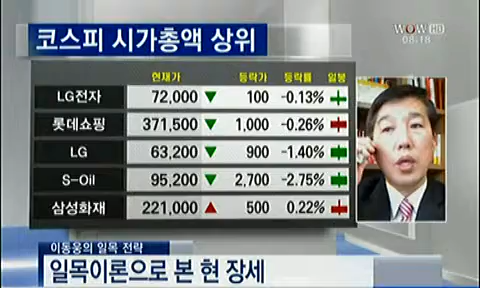 코스피 시가총액 상위
WOW HD
08:18
현재가 등락가 등락률 일봉
LG전자 72,000 ▼ 100 -0.13%
롯데쇼핑 371,500 ▼ 1,000 -0.26%
LG 63,200 ▼ 900 -1.40%
S-Oil 95,200 ▼ 2,700 -2.75%
삼성화재 221,000 ▲ 500 0.22%
이동웅의 일목 전략
일목이론으로 본 현 장세